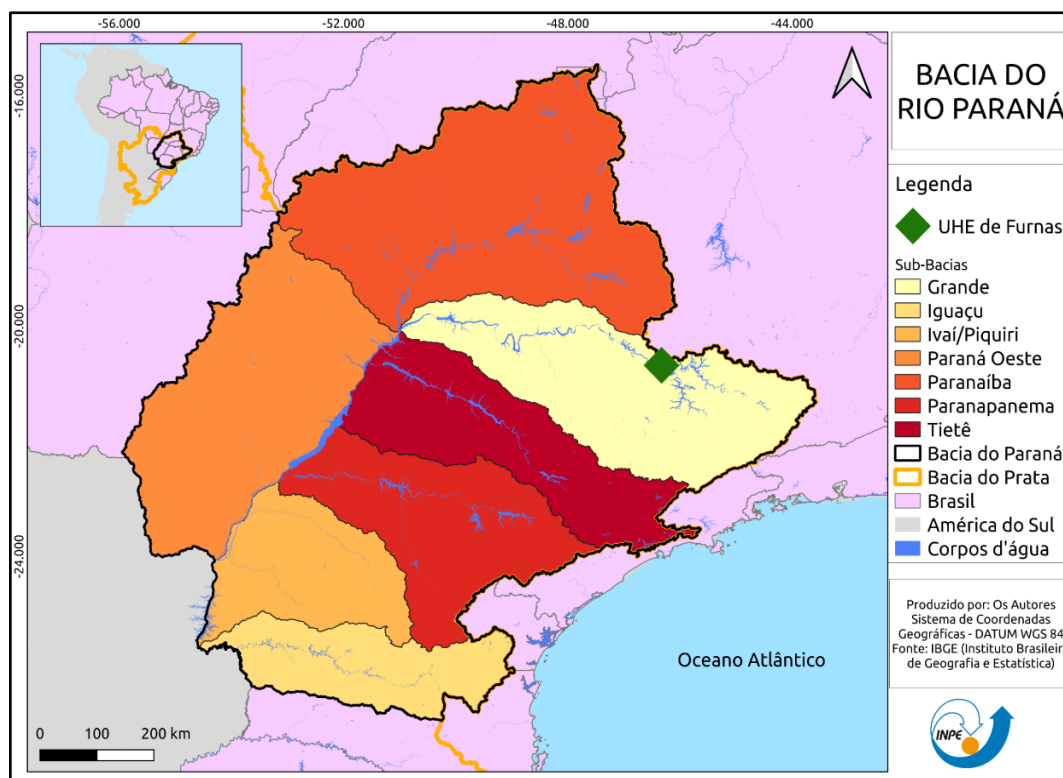 -56.000
-52.000
-48.000
-44.000
-16.000
-20.000
-24.000
BACIA DO
RIO PARANÁ
Legenda
UHE de Furnas
Sub-Bacias
Grande
Iguaçu
Ivaí/Piquiri
Paraná Oeste
Paranaíba
Paranapanema
Tietê
Bacia do Paraná
Bacia do Prata
Brasil
América do Sul
Corpos d'água
Oceano Atlântico
0 100 200 km
Produzido por: Os Autores
Sistema de Coordenadas
Geográficas - DATUM WGS 84
Fonte: IBGE (Instituto Brasileir
de Geografia e Estatística)
INPE